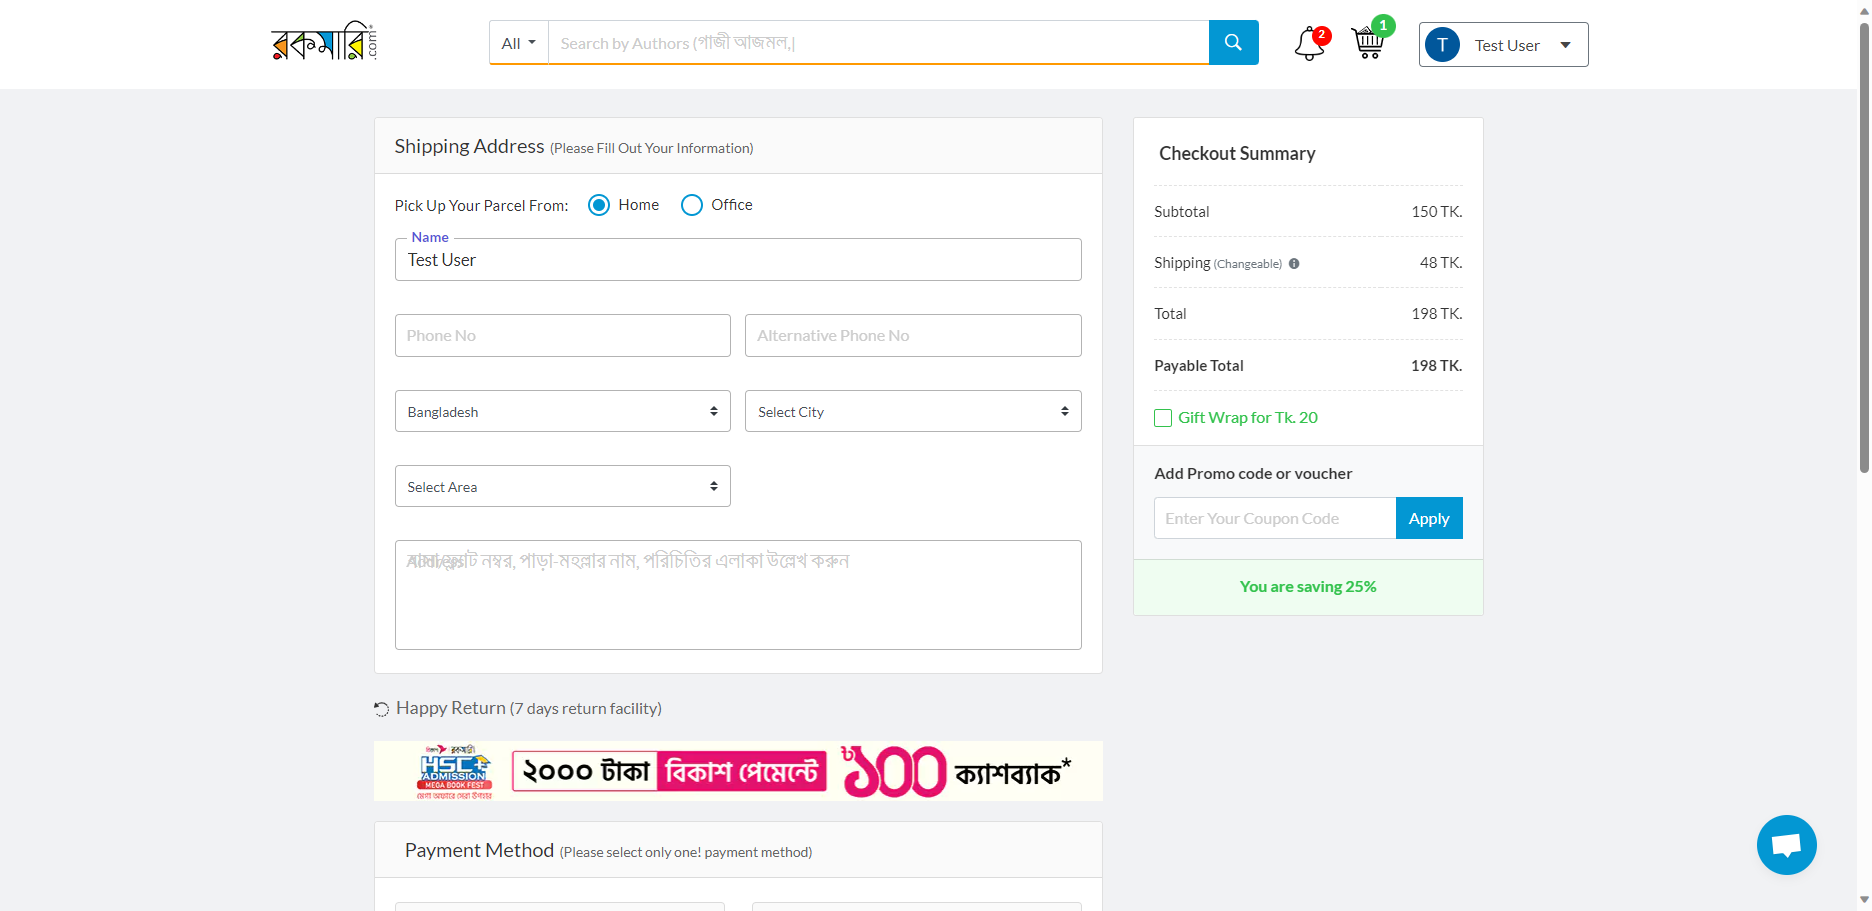 রকমারি.com
All
Search by Authors (গাজী আজমল,|
2
1
T
Test User
Shipping Address (Please Fill Out Your Information)
Pick Up Your Parcel From:
Home
Office
Name
Test User
Phone No
Alternative Phone No
Bangladesh
Select City
Select Area
Address
নম্বর, পাড়া-মহল্লার নাম, পরিচিতির এলাকা উল্লেখ করুন
Checkout Summary
Subtotal 150 TK.
Shipping (Changeable) 48 TK.
Total 198 TK.
Payable Total 198 TK.
Gift Wrap for Tk. 20
Add Promo code or voucher
Enter Your Coupon Code
Apply
You are saving 25%
Happy Return (7 days return facility)
বিকাশ রকমারি
HSC+
ADMISSION
MEGA BOOK FEST
২০০০ টাকা বিকাশ পেমেন্টে ৳১০০ ক্যাশব্যাক*
Payment Method (Please select only one! payment method)